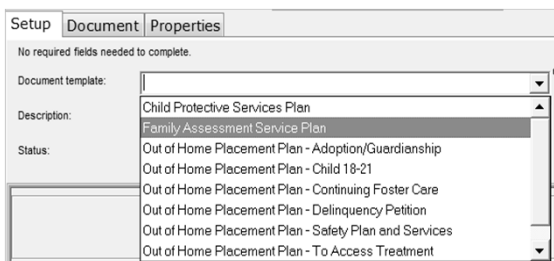 Setup Document Properties
No required fields needed to complete.
Document template:
Child Protective Services Plan
Description:
Family Assessment Service Plan
Status:
Out of Home Placement Plan - Adoption/Guardianship
Out of Home Placement Plan - Child 18-21
Out of Home Placement Plan - Continuing Foster Care
Out of Home Placement Plan - Delinquency Petition
Out of Home Placement Plan - Safety Plan and Services
Out of Home Placement Plan - To Access Treatment